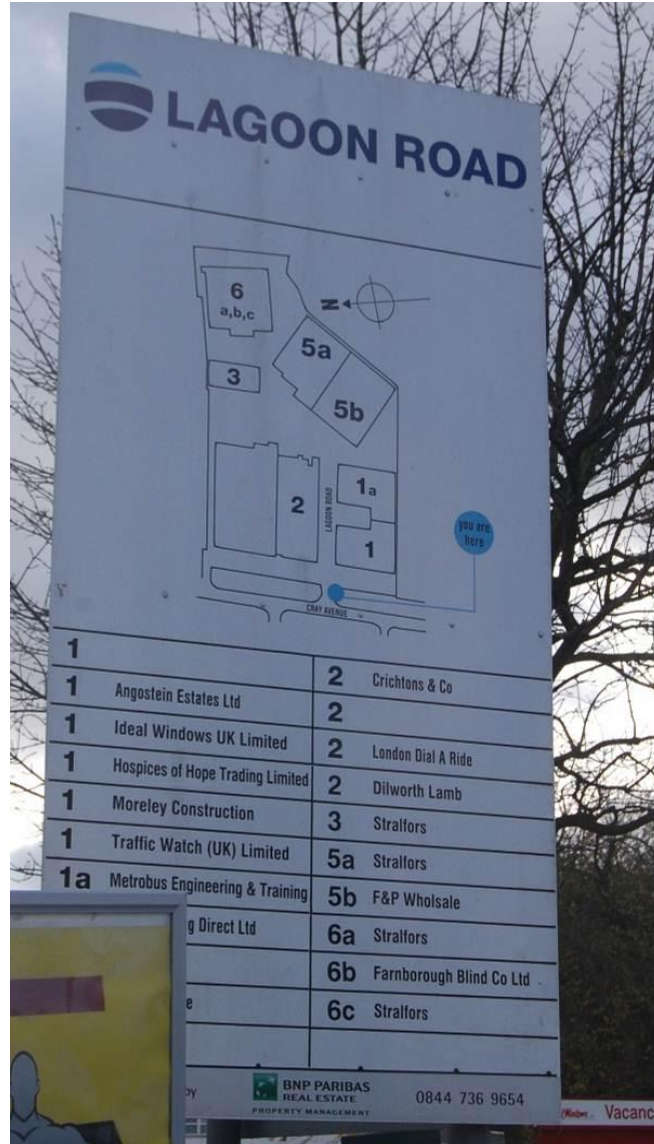 LAGOON ROAD
6
a,b,c
N
5a
3
5b
1a
2
LAGOON ROAD
1
you are
here
CRAY AVENUE
1
1 Angostein Estates Ltd
1 Ideal Windows UK Limited
1 Hospices of Hope Trading Limited
1 Moreley Construction
1 Traffic Watch (UK) Limited
1a Metrobus Engineering & Training
g Direct Ltd
e
2 Crichtons & Co
2
2 London Dial A Ride
2 Dilworth Lamb
3 Stralfors
5a Stralfors
5b F&P Wholsale
6a Stralfors
6b Farnborough Blind Co Ltd
6c Stralfors
by
BNP PARIBAS
REAL ESTATE
PROPERTY MANAGEMENT
0844 736 9654
Vacanc